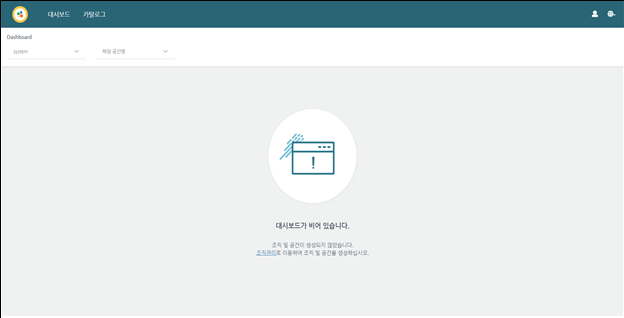 대시보드 카탈로그
Dashboard
system 해당 공간명
대시보드가 비어 있습니다.
조직 및 공간이 생성되지 않았습니다.
조직관리로 이동하여 조직 및 공간을 생성하십시오.